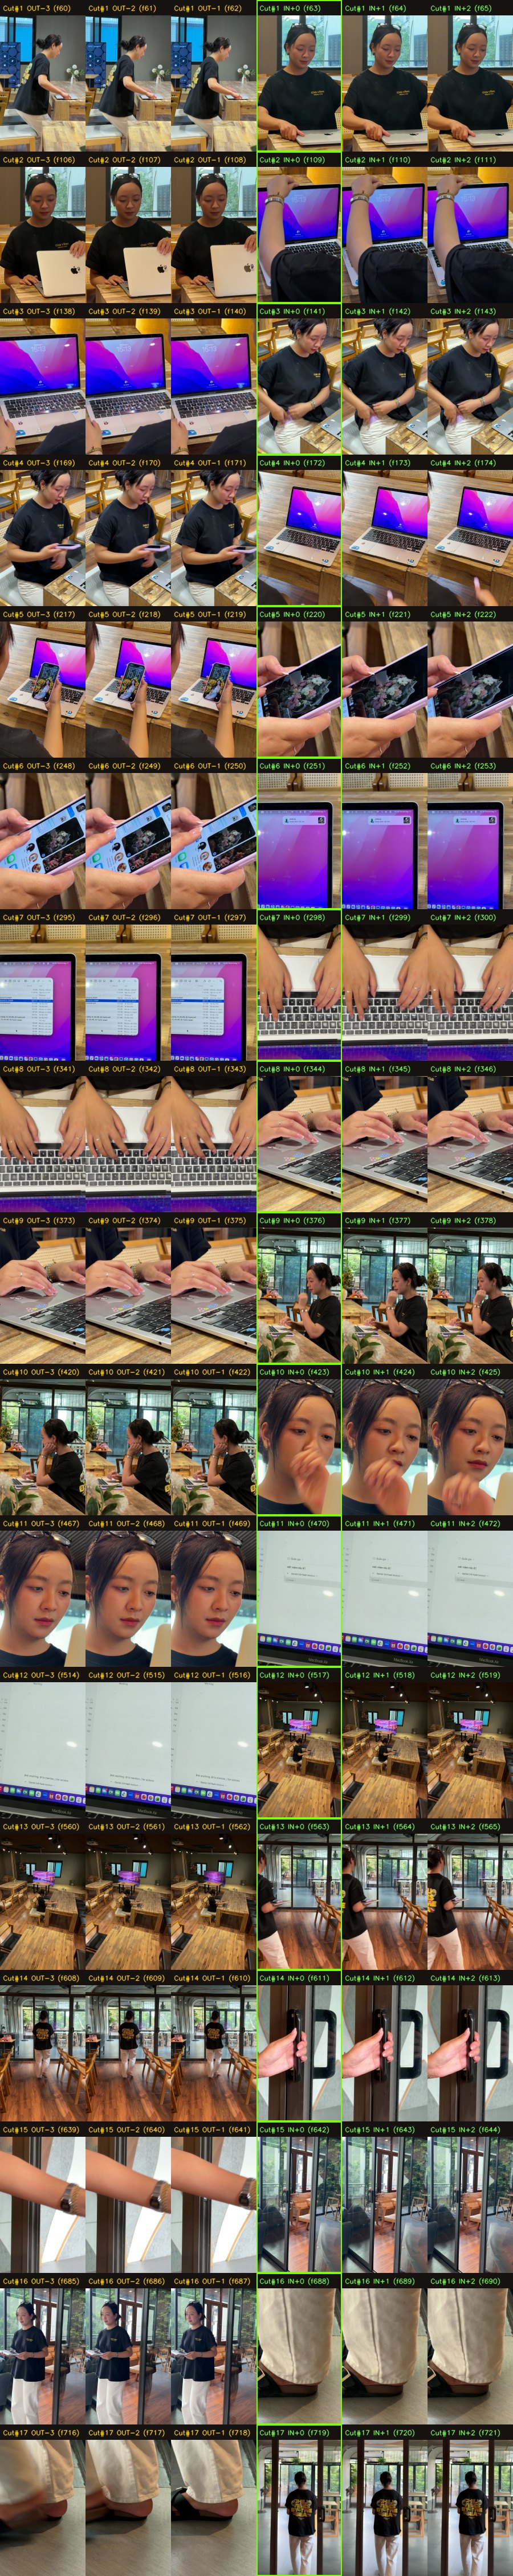 Cut#1 OUT-3 (f60) Cut#1 OUT-2 (f61) Cut#1 OUT-1 (f62) Cut#1 IN+0 (f63) Cut#1 IN+1 (f64) Cut#1 IN+2 (f65)
Cut#2 OUT-3 (f106) Cut#2 OUT-2 (f107) Cut#2 OUT-1 (f108) Cut#2 IN+0 (f109) Cut#2 IN+1 (f110) Cut#2 IN+2 (f111)
Cut#3 OUT-3 (f138) Cut#3 OUT-2 (f139) Cut#3 OUT-1 (f140) Cut#3 IN+0 (f141) Cut#3 IN+1 (f142) Cut#3 IN+2 (f143)
Cut#4 OUT-3 (f169) Cut#4 OUT-2 (f170) Cut#4 OUT-1 (f171) Cut#4 IN+0 (f172) Cut#4 IN+1 (f173) Cut#4 IN+2 (f174)
Cut#5 OUT-3 (f217) Cut#5 OUT-2 (f218) Cut#5 OUT-1 (f219) Cut#5 IN+0 (f220) Cut#5 IN+1 (f221) Cut#5 IN+2 (f222)
Cut#6 OUT-3 (f248) Cut#6 OUT-2 (f249) Cut#6 OUT-1 (f250) Cut#6 IN+0 (f251) Cut#6 IN+1 (f252) Cut#6 IN+2 (f253)
Cut#7 OUT-3 (f295) Cut#7 OUT-2 (f296) Cut#7 OUT-1 (f297) Cut#7 IN+0 (f298) Cut#7 IN+1 (f299) Cut#7 IN+2 (f300)
Cut#8 OUT-3 (f341) Cut#8 OUT-2 (f342) Cut#8 OUT-1 (f343) Cut#8 IN+0 (f344) Cut#8 IN+1 (f345) Cut#8 IN+2 (f346)
Cut#9 OUT-3 (f373) Cut#9 OUT-2 (f374) Cut#9 OUT-1 (f375) Cut#9 IN+0 (f376) Cut#9 IN+1 (f377) Cut#9 IN+2 (f378)
Cut#10 OUT-3 (f420) Cut#10 OUT-2 (f421) Cut#10 OUT-1 (f422) Cut#10 IN+0 (f423) Cut#10 IN+1 (f424) Cut#10 IN+2 (f425)
Cut#11 OUT-3 (f467) Cut#11 OUT-2 (f468) Cut#11 OUT-1 (f469) Cut#11 IN+0 (f470) Cut#11 IN+1 (f471) Cut#11 IN+2 (f472)
MacBook Air MacBook Air
Cut#12 OUT-3 (f514) Cut#12 OUT-2 (f515) Cut#12 OUT-1 (f516) Cut#12 IN+0 (f517) Cut#12 IN+1 (f518) Cut#12 IN+2 (f519)
MacBook Air MacBook Air MacBook Air
Cut#13 OUT-3 (f560) Cut#13 OUT-2 (f561) Cut#13 OUT-1 (f562) Cut#13 IN+0 (f563) Cut#13 IN+1 (f564) Cut#13 IN+2 (f565)
Cut#14 OUT-3 (f608) Cut#14 OUT-2 (f609) Cut#14 OUT-1 (f610) Cut#14 IN+0 (f611) Cut#14 IN+1 (f612) Cut#14 IN+2 (f613)
Cut#15 OUT-3 (f639) Cut#15 OUT-2 (f640) Cut#15 OUT-1 (f641) Cut#15 IN+0 (f642) Cut#15 IN+1 (f643) Cut#15 IN+2 (f644)
Cut#16 OUT-3 (f685) Cut#16 OUT-2 (f686) Cut#16 OUT-1 (f687) Cut#16 IN+0 (f688) Cut#16 IN+1 (f689) Cut#16 IN+2 (f690)
Cut#17 OUT-3 (f716) Cut#17 OUT-2 (f717) Cut#17 OUT-1 (f718) Cut#17 IN+0 (f719) Cut#17 IN+1 (f720) Cut#17 IN+2 (f721)